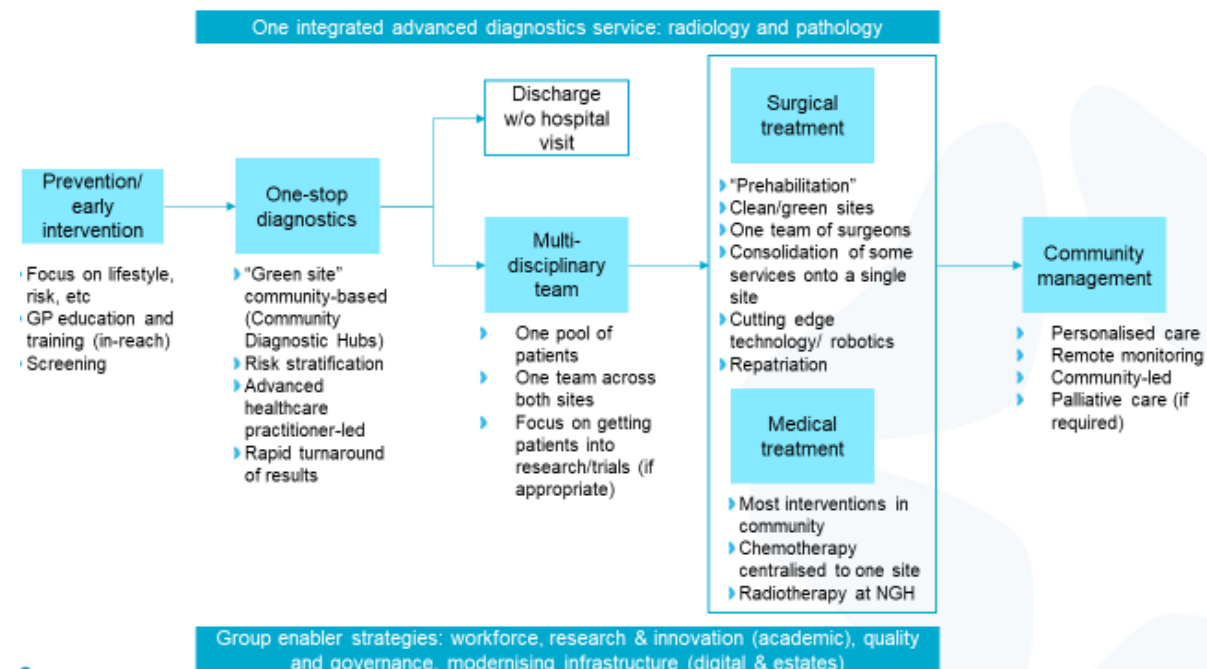 One integrated advanced diagnostics service: radiology and pathology
Prevention/
early
intervention
Focus on lifestyle,
risk, etc
GP education and
training (in-reach)
Screening
One-stop
diagnostics
"Green site"
community-based
(Community
Diagnostic Hubs)
Risk stratification
Advanced
healthcare
practitioner-led
Rapid turnaround
of results
Discharge
w/o hospital
visit
Multi-
disciplinary
team
One pool of
patients
One team across
both sites
Focus on getting
patients into
research/trials (if
appropriate)
Surgical
treatment
"Prehabilitation"
Clean/green sites
One team of surgeons
Consolidation of some
services onto a single
site
Cutting edge
technology/ robotics
Repatriation
Medical
treatment
Most interventions in
community
Chemotherapy
centralised to one site
Radiotherapy at NGH
Community
management
Personalised care
Remote monitoring
Community-led
Palliative care (if
required)
Group enabler strategies: workforce, research & innovation (academic), quality
and governance, modernising infrastructure (digital & estates)